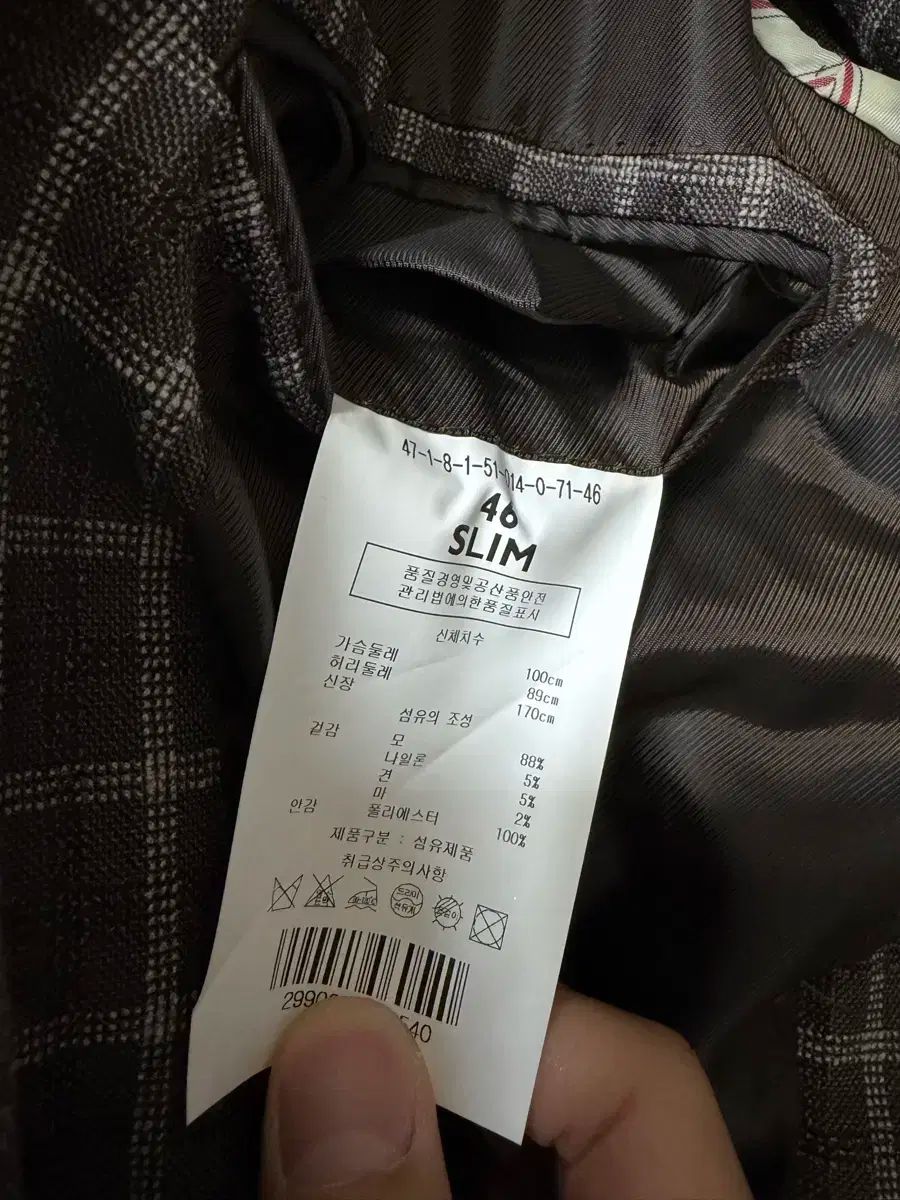 47-1-8-1-51-014-0-71-46
46
SLIM
품질경영및공산품안전
관리법에의한품질표시
신체치수
가슴둘레 100cm
허리둘레 89cm
신장 170cm
섬유의 조성
겉감 모 88%
나일론 5%
견 5%
마 2%
안감 폴리에스터 100%
제품구분 : 섬유제품
취급상주의사항
드라이
540